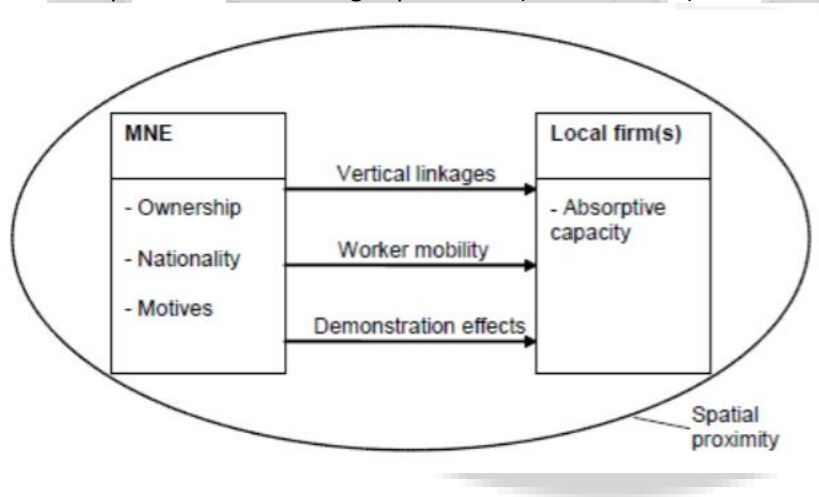 MNE
- Ownership
- Nationality
- Motives
Vertical linkages
Worker mobility
Demonstration effects
Local firm(s)
- Absorptive
capacity
Spatial
proximity